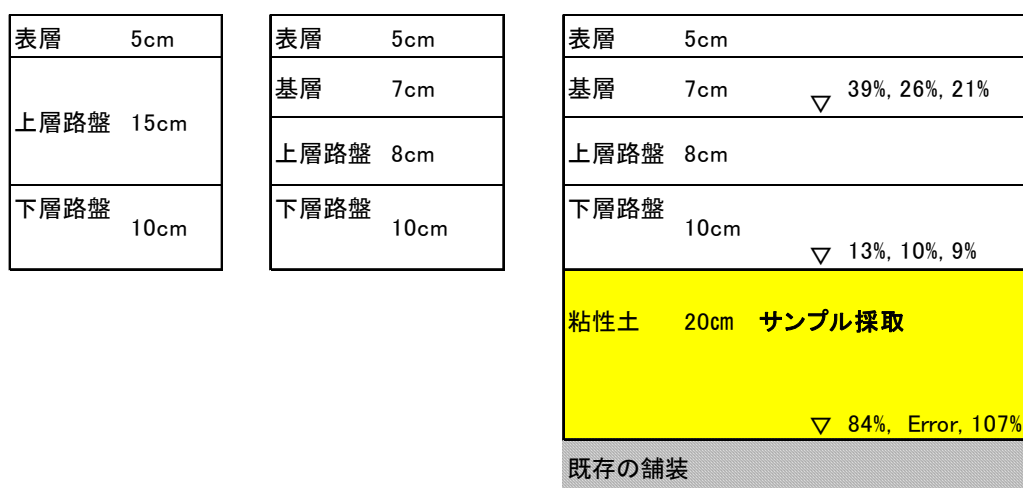 表層 5cm
上層路盤 15cm
下層路盤 10cm
表層 5cm
基層 7cm
上層路盤 8cm
下層路盤 10cm
表層 5cm
基層 7cm ▽ 39%, 26%, 21%
上層路盤 8cm
下層路盤 10cm
▽ 13%, 10%, 9%
粘性土 20㎝ サンプル採取
▽ 84%, Error, 107%
既存の舗装